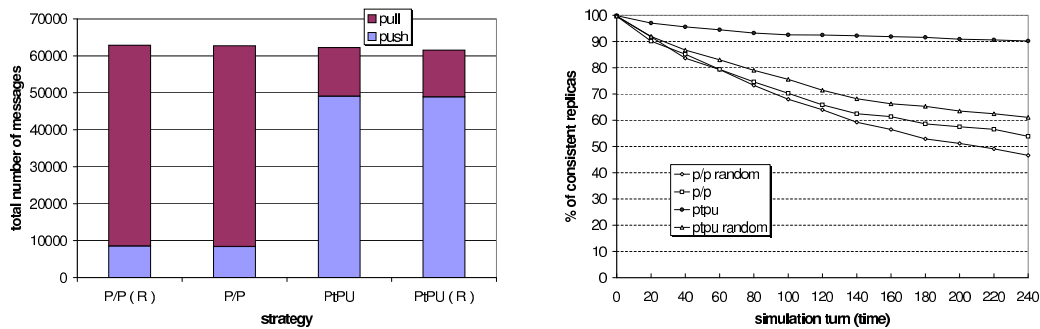 total number of messages
70000
60000
50000
40000
30000
20000
10000
0
pull
push
P/P ( R )
P/P
PtPU
PtPU ( R )
strategy
% of consistent replicas
100
90
80
70
60
50
40
30
20
10
0
p/p random
p/p
ptpu
ptpu random
0 20 40 60 80 100 120 140 160 180 200 220 240
simulation turn (time)